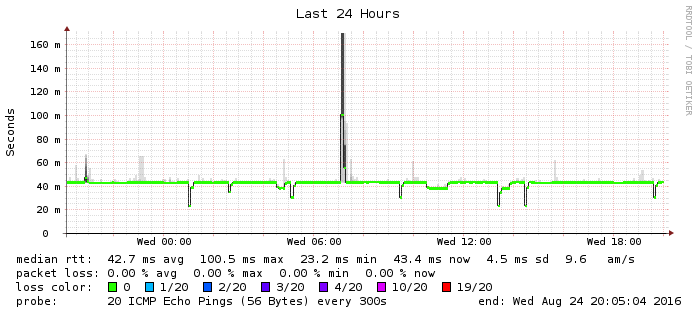 Last 24 Hours
RRDTOOL / TOBI OETIKER
Seconds
160 m
140 m
120 m
100 m
80 m
60 m
40 m
20 m
0
Wed 00:00 Wed 06:00 Wed 12:00 Wed 18:00
median rtt: 42.7 ms avg 100.5 ms max 23.2 ms min 43.4 ms now 4.5 ms sd 9.6 am/s
packet loss: 0.00 % avg 0.00 % max 0.00 % min 0.00 % now
loss color: 0 1/20 2/20 3/20 4/20 10/20 19/20
probe: 20 ICMP Echo Pings (56 Bytes) every 300s end: Wed Aug 24 20:05:04 2016